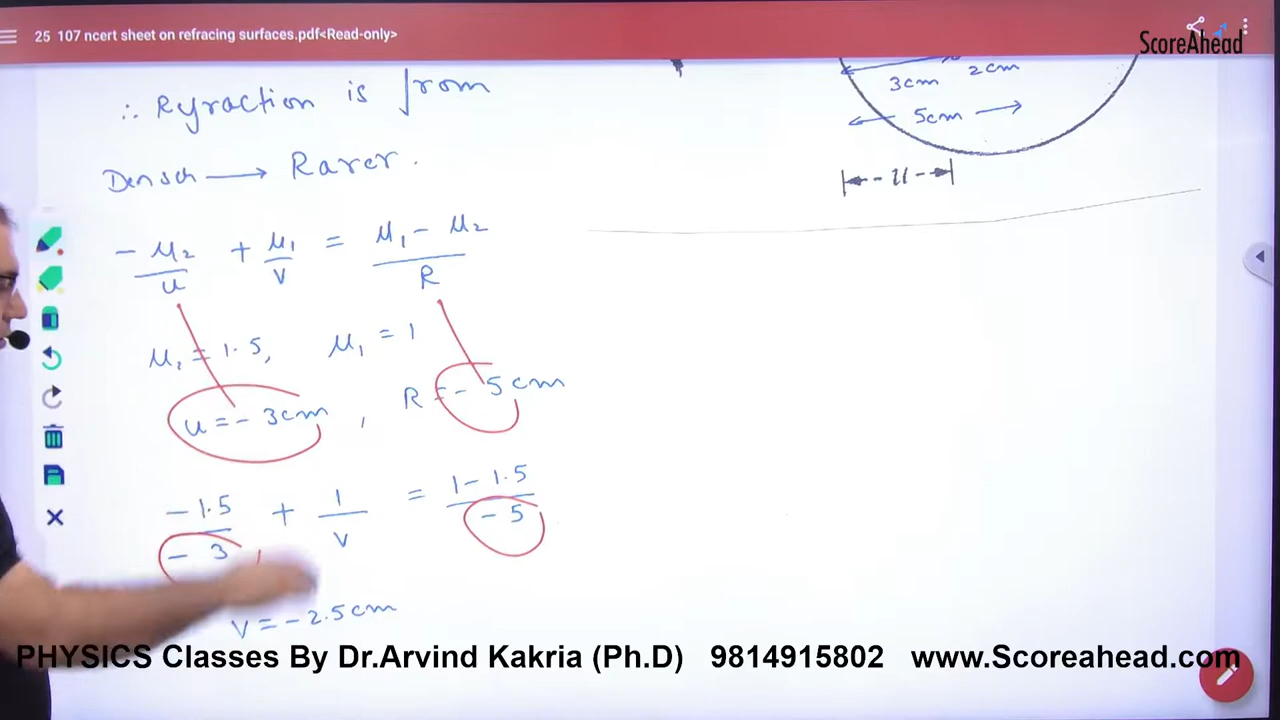 25 107 ncert sheet on refracing surfaces.pdf<Read-only>
ScoreAhead
∴ Refraction is from
→ Rarer.
3cm 2cm
5cm
u
- μ2/u + μ1/v = μ1 - μ2/R
μ2 = 1.5, μ1 = 1
u = - 3cm , R = - 5cm
- 1.5/- 3 + 1/v = 1 - 1.5/- 5
v = - 2.5cm
PHYSICS Classes By Dr.Arvind Kakria (Ph.D) 9814915802 www.Scoreahead.com